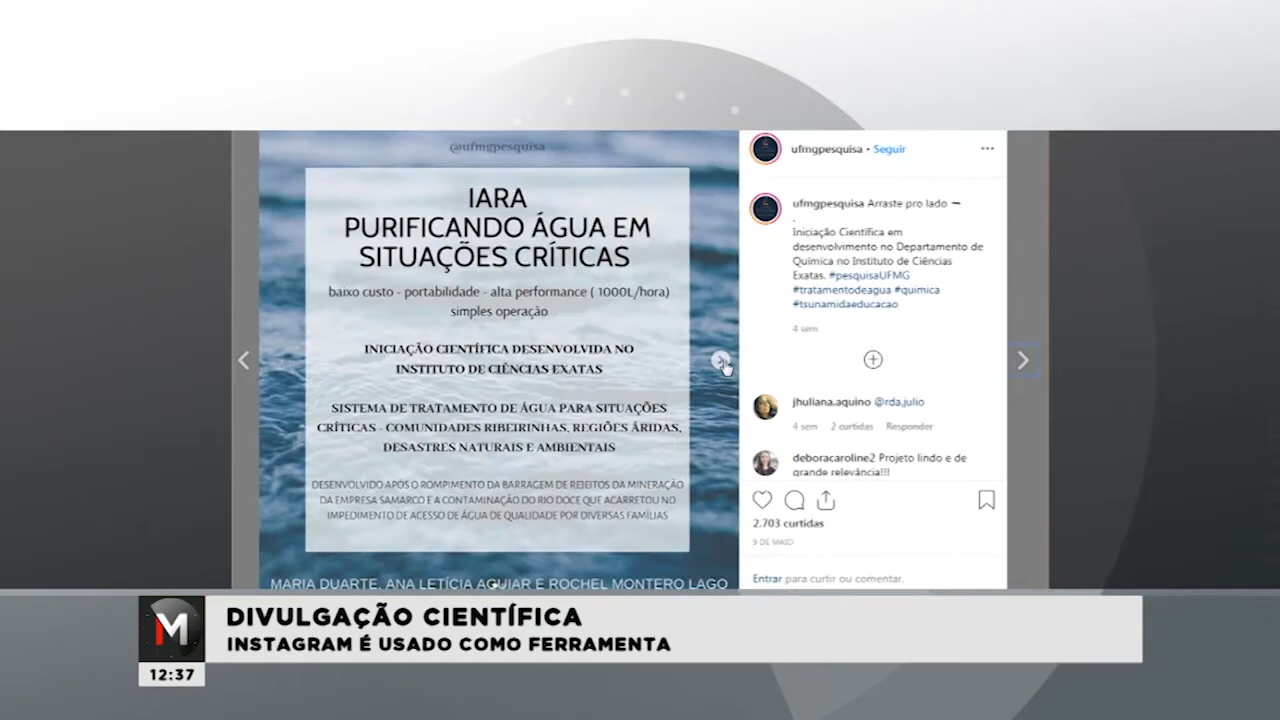 @ufmgpesquisa
IARA
PURIFICANDO ÁGUA EM
SITUAÇÕES CRÍTICAS
baixo custo - portabilidade - alta performance ( 1000L/hora)
simples operação
INICIAÇÃO CIENTÍFICA DESENVOLVIDA NO
INSTITUTO DE CIÊNCIAS EXATAS
SISTEMA DE TRATAMENTO DE ÁGUA PARA SITUAÇÕES
CRÍTICAS - COMUNIDADES RIBEIRINHAS, REGIÕES ÁRIDAS,
DESASTRES NATURAIS E AMBIENTAIS
DESENVOLVIDO APÓS O ROMPIMENTO DA BARRAGEM DE REJEITOS DA MINERAÇÃO
DA EMPRESA SAMARCO E A CONTAMINAÇÃO DO RIO DOCE QUE ACARRETOU NO
IMPEDIMENTO DE ACESSO DE ÁGUA DE QUALIDADE POR DIVERSAS FAMÍLIAS
MARIA DUARTE, ANA LETÍCIA AGUIAR E ROCHEL MONTERO LAGO
ufmgpesquisa • Seguir
ufmgpesquisa Arraste pro lado
.
Iniciação Científica em
desenvolvimento no Departamento de
Química no Instituto de Ciências
Exatas. #pesquisaUFMG
#tratamentodeagua #quimica
#tsunamidaeducacao
4 sem
jhuliana.aquino @rda.julio
4 sem 2 curtidas Responder
deboracaroline2 Projeto lindo e de
grande relevância!!!
2.703 curtidas
9 DE MAIO
Entrar para curtir ou comentar.
M
DIVULGAÇÃO CIENTÍFICA
INSTAGRAM É USADO COMO FERRAMENTA
12:37